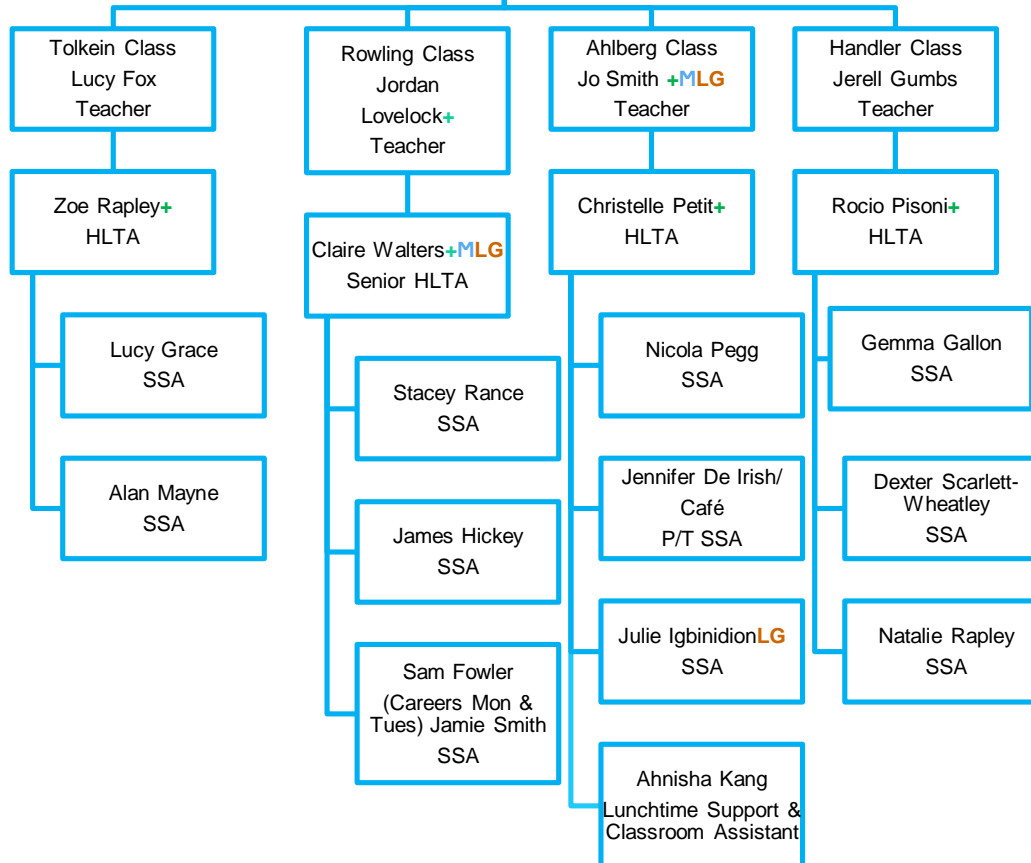 Tolkein Class
Lucy Fox
Teacher
Zoe Rapley+
HLTA
Lucy Grace
SSA
Alan Mayne
SSA
Rowling Class
Jordan
Lovelock+
Teacher
Claire Walters+MLG
Senior HLTA
Stacey Rance
SSA
James Hickey
SSA
Sam Fowler
(Careers Mon &
Tues) Jamie Smith
SSA
Ahlberg Class
Jo Smith +MLG
Teacher
Christelle Petit+
HLTA
Nicola Pegg
SSA
Jennifer De Irish/
Café
P/T SSA
Julie IgbinidionLG
SSA
Ahnisha Kang
Lunchtime Support &
Classroom Assistant
Handler Class
Jerell Gumbs
Teacher
Rocio Pisoni+
HLTA
Gemma Gallon
SSA
Dexter Scarlett-
Wheatley
SSA
Natalie Rapley
SSA